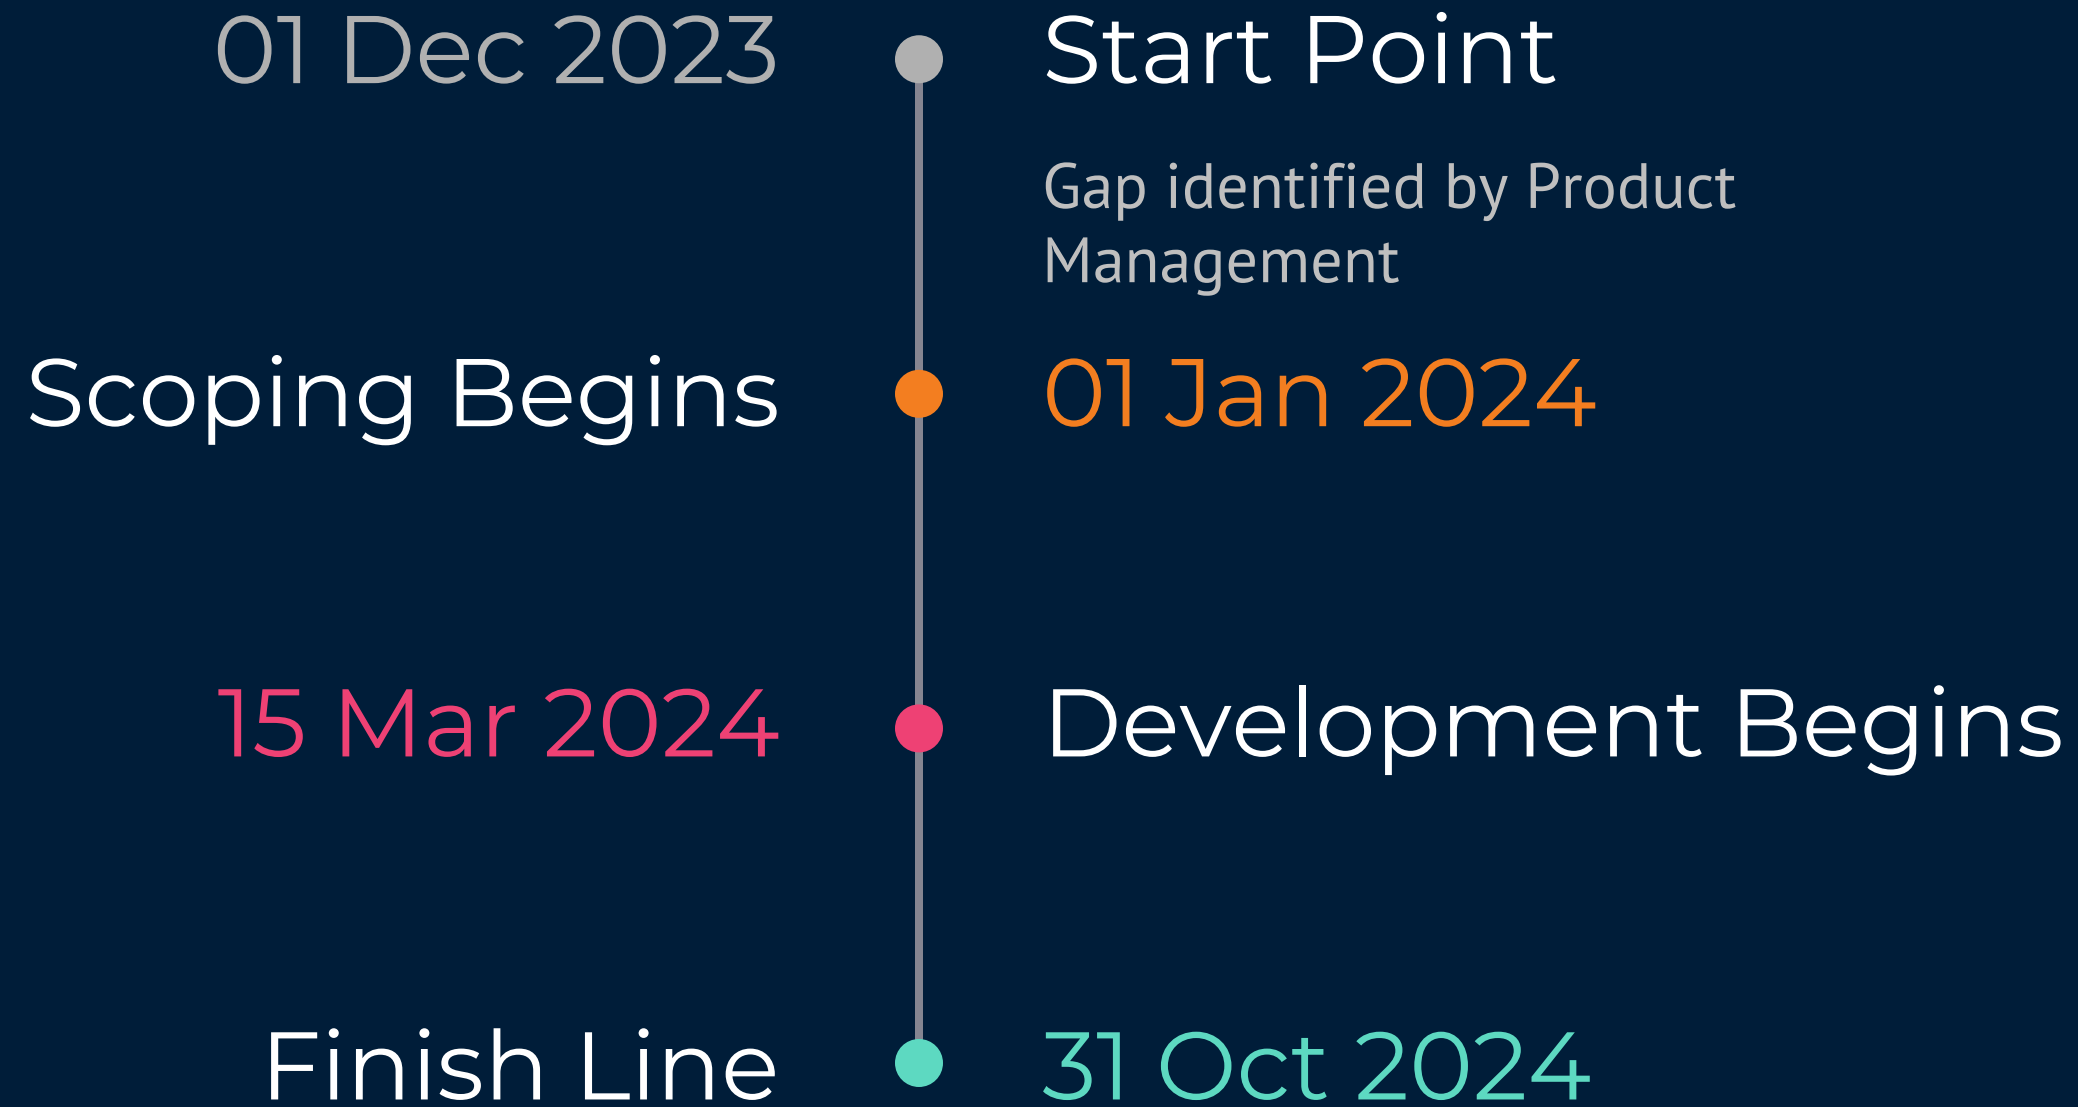 01 Dec 2023
Start Point
Gap identified by Product
Management
Scoping Begins
01 Jan 2024
15 Mar 2024
Development Begins
Finish Line
31 Oct 2024